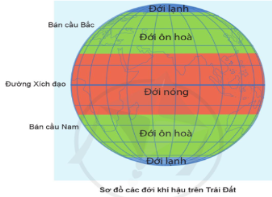 Đới lạnh
Bán cầu Bắc
Đới ôn hoà
Đường Xích đạo
Đới nóng
Bán cầu Nam
Đới ôn hoà
Đới lạnh
Sơ đồ các đới khí hậu trên Trái Đất